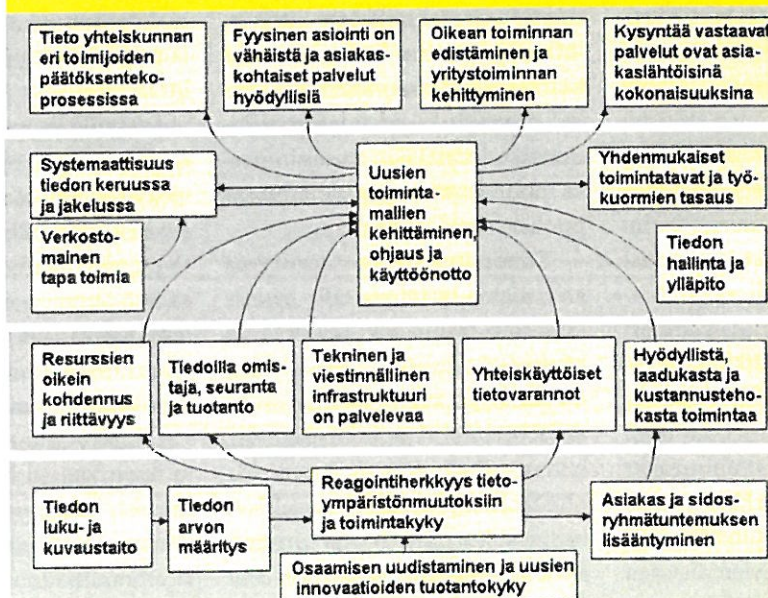 Tieto yhteiskunnan
eri toimijoiden
päätöksenteko-
prosessissa
Fyysinen asiointi on
vähäistä ja asiakas-
kohtaiset palvelut
hyödyllisiä
Oikean toiminnan
edistäminen ja
yritystoiminnan
kehittyminen
Kysyntää vastaavat
palvelut ovat asia-
kaslähtöisinä
kokonaisuuksina
Systemaattisuus
tiedon keruussa
ja jakelussa
Uusien
toiminta-
mallien
kehittäminen,
ohjaus ja
käyttöönotto
Yhdenmukaiset
toimintatavat ja työ-
kuormien tasaus
Verkosto-
mainen
tapa toimia
Tiedon
hallinta ja
ylläpito
Resurssien
oikein
kohdennus
ja riittävyys
Tiedoilla omis-
taja, seuranta
ja tuotanto
Tekninen ja
viestinnällinen
infrastruktuuri
on palvelevaa
Yhteiskäyttöiset
tietovarannot
Hyödyllistä,
laadukasta ja
kustannusteho-
kasta toimintaa
Tiedon
luku- ja
kuvaustaito
Tiedon
arvon
määritys
Reagointiherkkyys tieto-
ympäristönmuutoksiin
ja toimintakyky
Asiakas ja sidos-
ryhmätuntemuksen
lisääntyminen
Osaamisen uudistaminen ja uusien
innovaatioiden tuotantokyky